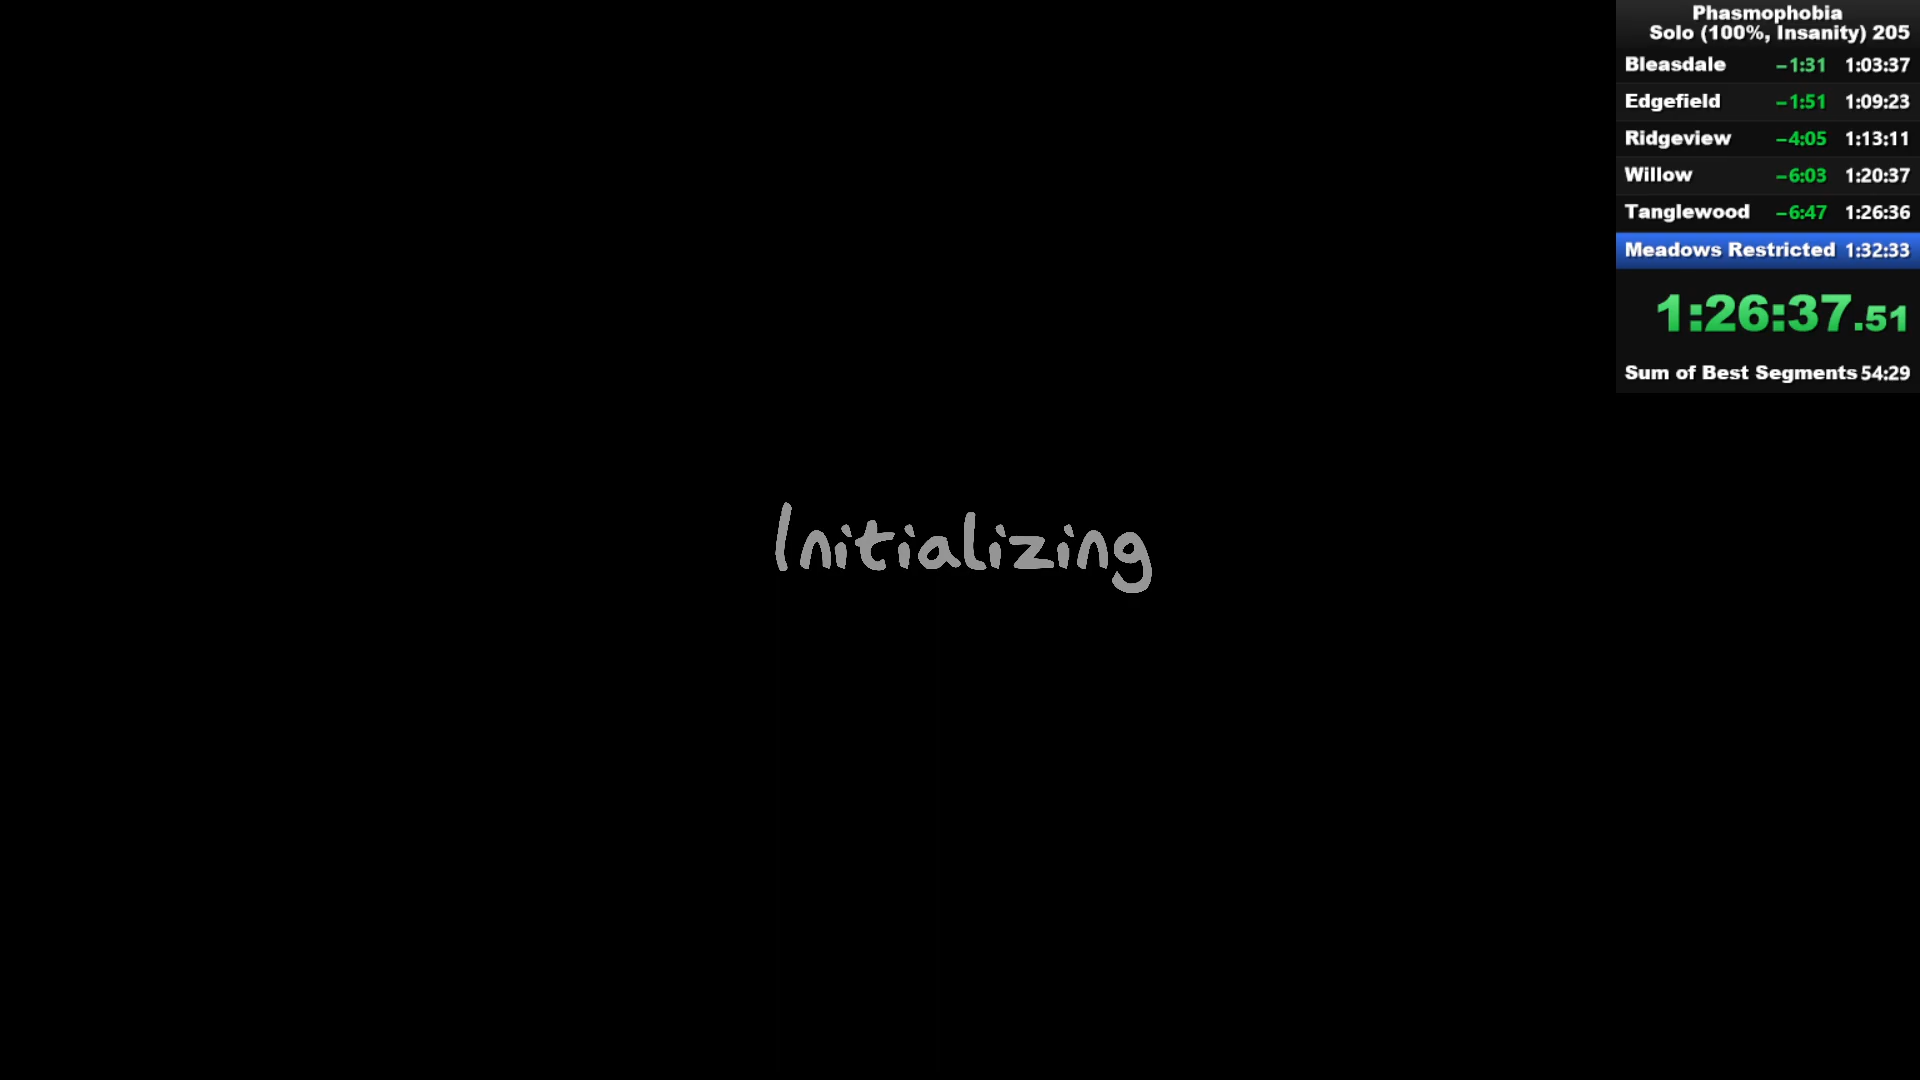 Phasmophobia
Solo (100%, Insanity) 205
Bleasdale -1:31 1:03:37
Edgefield -1:51 1:09:23
Ridgeview -4:05 1:13:11
Willow -6:03 1:20:37
Tanglewood -6:47 1:26:36
Meadows Restricted 1:32:33
1:26:37.51
Sum of Best Segments 54:29
Initializing